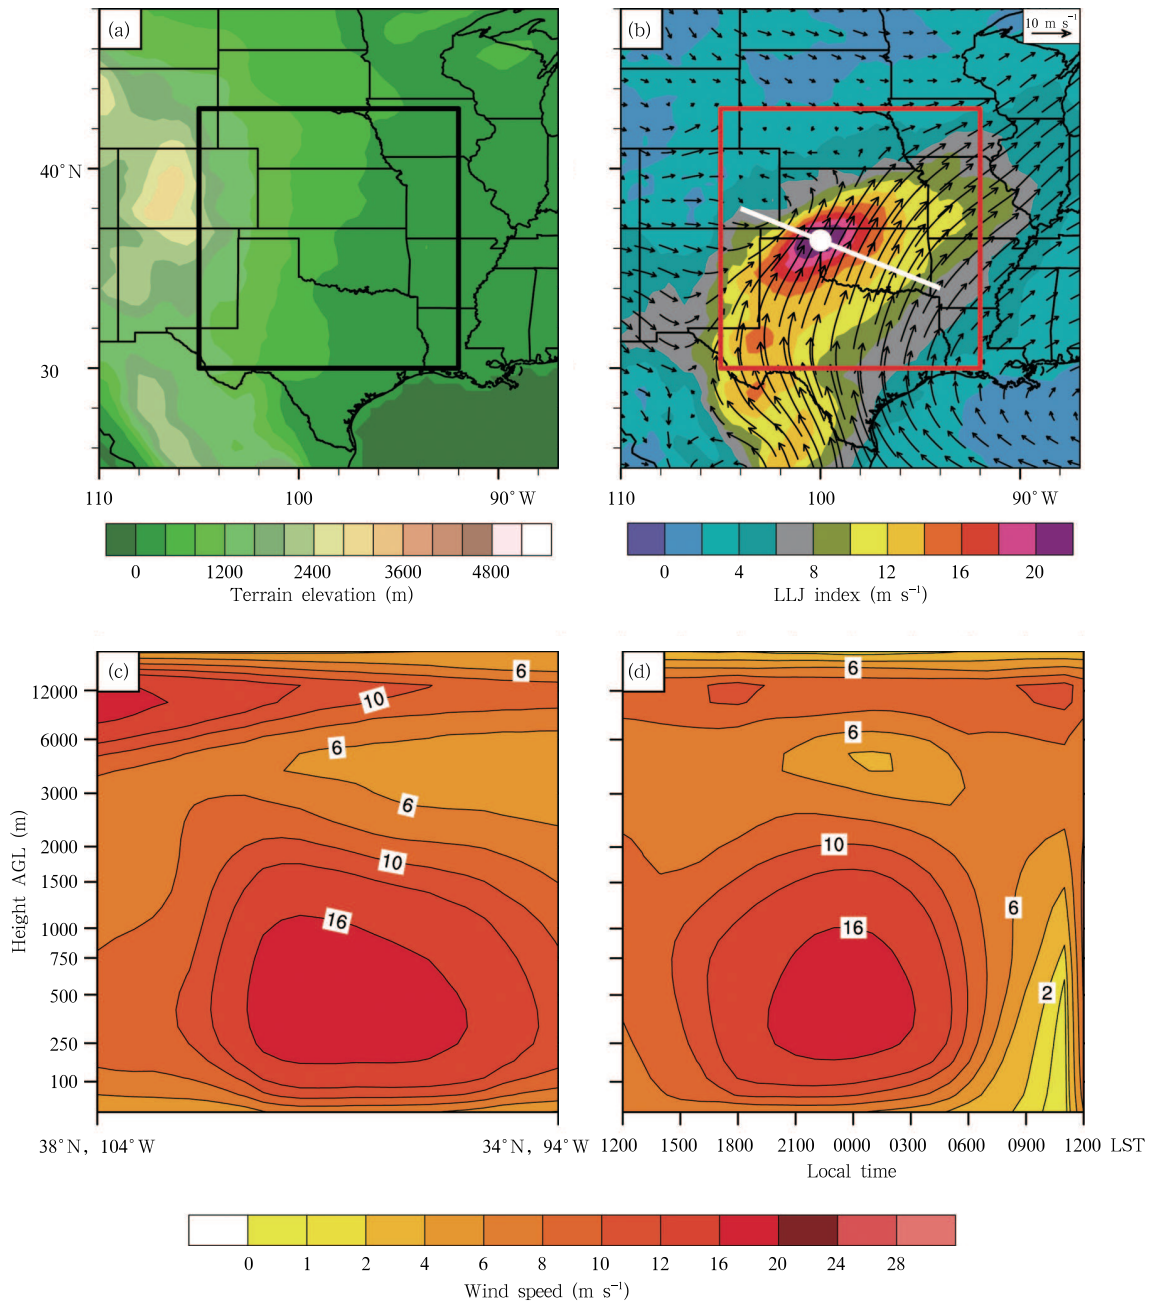 (a)
40°N
30
110 100 90°W
0 1200 2400 3600 4800
Terrain elevation (m)
(b)
10 m s⁻¹
110 100 90°W
0 4 8 12 16 20
LLJ index (m s⁻¹)
(c)
Height AGL (m)
12000
6000
3000
2000
1500
1000
750
500
250
100
6
10
6
6
10
16
38°N, 104°W 34°N, 94°W
(d)
6
6
10
16
6
2
1200 1500 1800 2100 0000 0300 0600 0900 1200 LST
Local time
0 1 2 4 6 8 10 12 16 20 24 28
Wind speed (m s⁻¹)